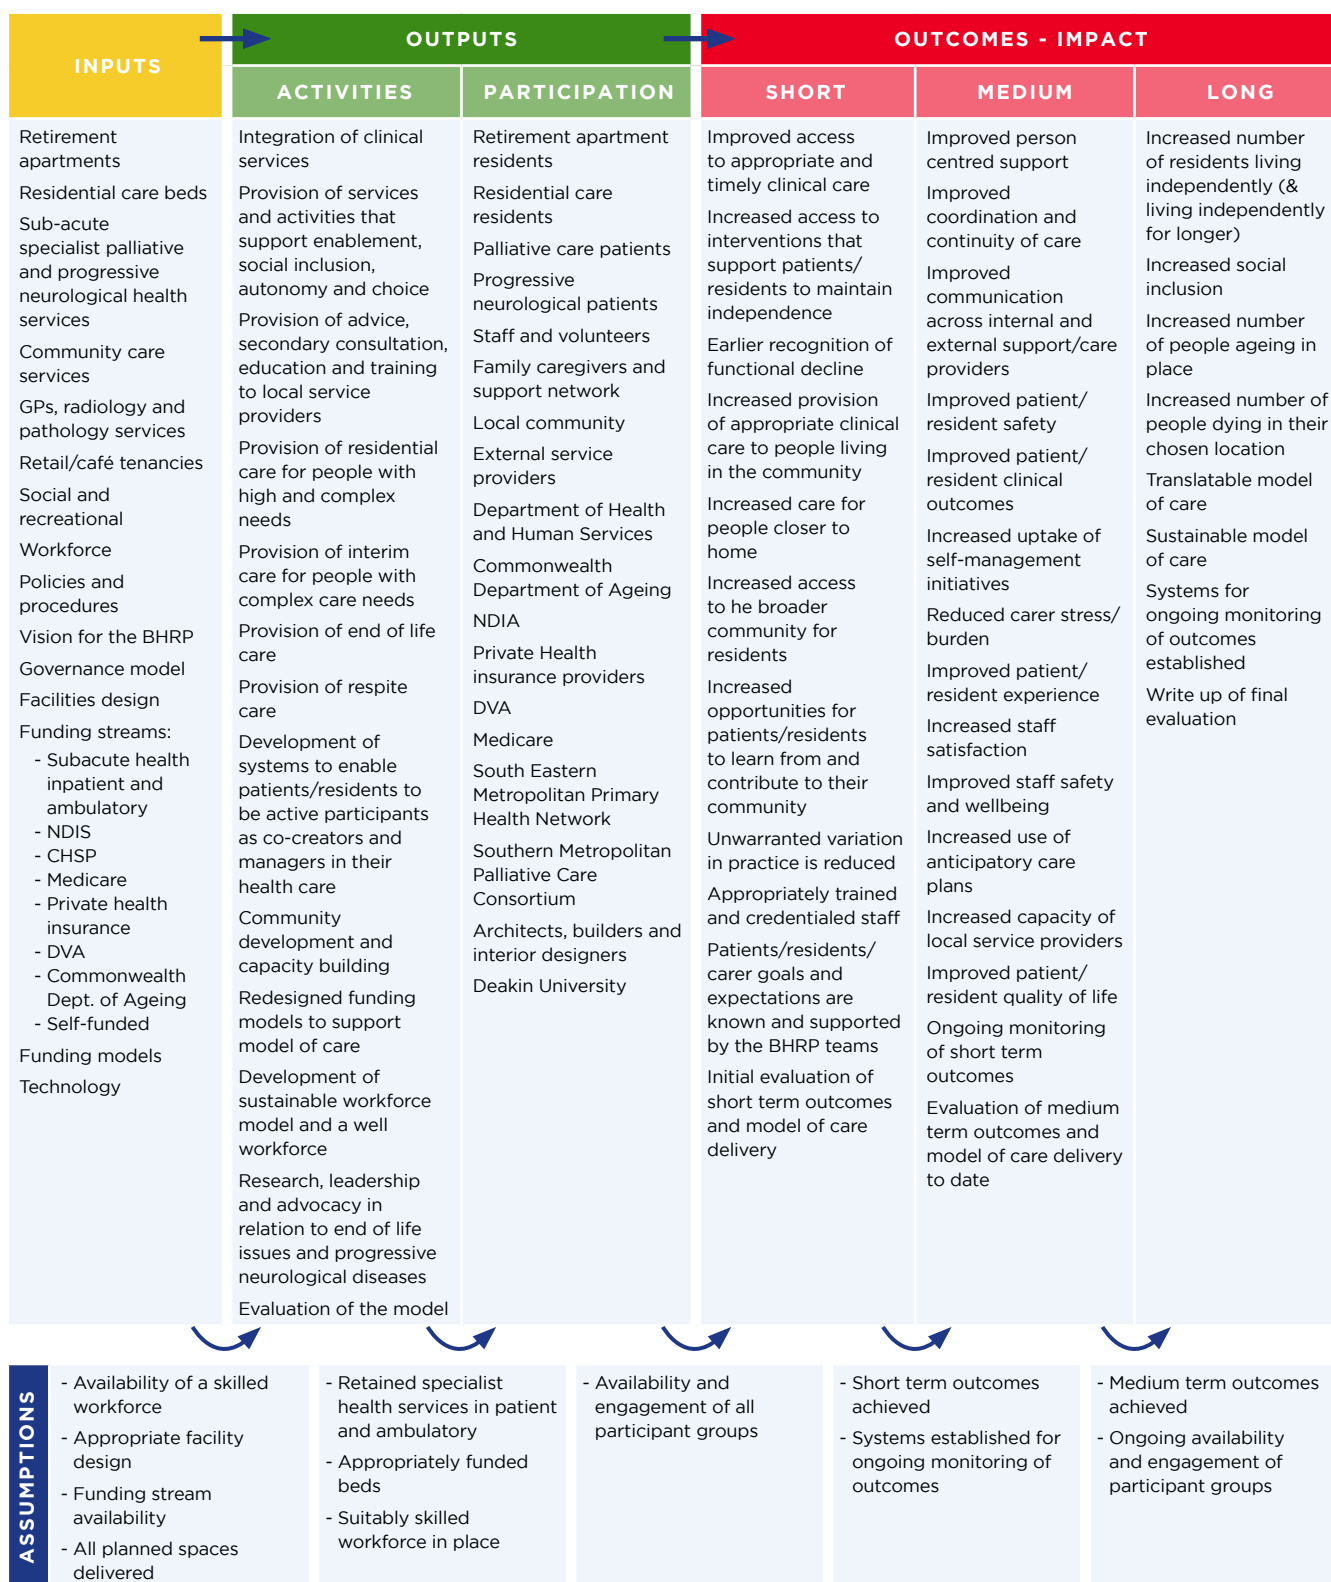 INPUTS
OUTPUTS
OUTCOMES - IMPACT
ACTIVITIES
PARTICIPATION
SHORT
MEDIUM
LONG
Retirement
apartments
Residential care beds
Sub-acute
specialist palliative
and progressive
neurological health
services
Community care
services
GPs, radiology and
pathology services
Retail/café tenancies
Social and
recreational
Workforce
Policies and
procedures
Vision for the BHRP
Governance model
Facilities design
Funding streams:
- Subacute health
inpatient and
ambulatory
- NDIS
- CHSP
- Medicare
- Private health
insurance
- DVA
- Commonwealth
Dept. of Ageing
- Self-funded
Funding models
Technology
Integration of clinical
services
Provision of services
and activities that
support enablement,
social inclusion,
autonomy and choice
Provision of advice,
secondary consultation,
education and training
to local service
providers
Provision of residential
care for people with
high and complex
needs
Provision of interim
care for people with
complex care needs
Provision of end of life
care
Provision of respite
care
Development of
systems to enable
patients/residents to
be active participants
as co-creators and
managers in their
health care
Community
development and
capacity building
Redesigned funding
models to support
model of care
Development of
sustainable workforce
model and a well
workforce
Research, leadership
and advocacy in
relation to end of life
issues and progressive
neurological diseases
Evaluation of the model
Retirement apartment
residents
Residential care
residents
Palliative care patients
Progressive
neurological patients
Staff and volunteers
Family caregivers and
support network
Local community
External service
providers
Department of Health
and Human Services
Commonwealth
Department of Ageing
NDIA
Private Health
insurance providers
DVA
Medicare
South Eastern
Metropolitan Primary
Health Network
Southern Metropolitan
Palliative Care
Consortium
Architects, builders and
interior designers
Deakin University
Improved access
to appropriate and
timely clinical care
Increased access to
interventions that
support patients/
residents to maintain
independence
Earlier recognition of
functional decline
Increased provision
of appropriate clinical
care to people living
in the community
Increased care for
people closer to
home
Increased access
to he broader
community for
residents
Increased
opportunities for
patients/residents
to learn from and
contribute to their
community
Unwarranted variation
in practice is reduced
Appropriately trained
and credentialed staff
Patients/residents/
carer goals and
expectations are
known and supported
by the BHRP teams
Initial evaluation of
short term outcomes
and model of care
delivery
Improved person
centred support
Improved
coordination and
continuity of care
Improved
communication
across internal and
external support/care
providers
Improved patient/
resident safety
Improved patient/
resident clinical
outcomes
Increased uptake of
self-management
initiatives
Reduced carer stress/
burden
Improved patient/
resident experience
Increased staff
satisfaction
Improved staff safety
and wellbeing
Increased use of
anticipatory care
plans
Increased capacity of
local service providers
Improved patient/
resident quality of life
Ongoing monitoring
of short term
outcomes
Evaluation of medium
term outcomes and
model of care delivery
to date
Increased number
of residents living
independently (&
living independently
for longer)
Increased social
inclusion
Increased number
of people ageing in
place
Increased number of
people dying in their
chosen location
Translatable model
of care
Sustainable model
of care
Systems for
ongoing monitoring
of outcomes
established
Write up of final
evaluation
ASSUMPTIONS
- Availability of a skilled
workforce
- Appropriate facility
design
- Funding stream
availability
- All planned spaces
delivered
- Retained specialist
health services in patient
and ambulatory
- Appropriately funded
beds
- Suitably skilled
workforce in place
- Availability and
engagement of all
participant groups
- Short term outcomes
achieved
- Systems established for
ongoing monitoring of
outcomes
- Medium term outcomes
achieved
- Ongoing availability
and engagement of
participant groups